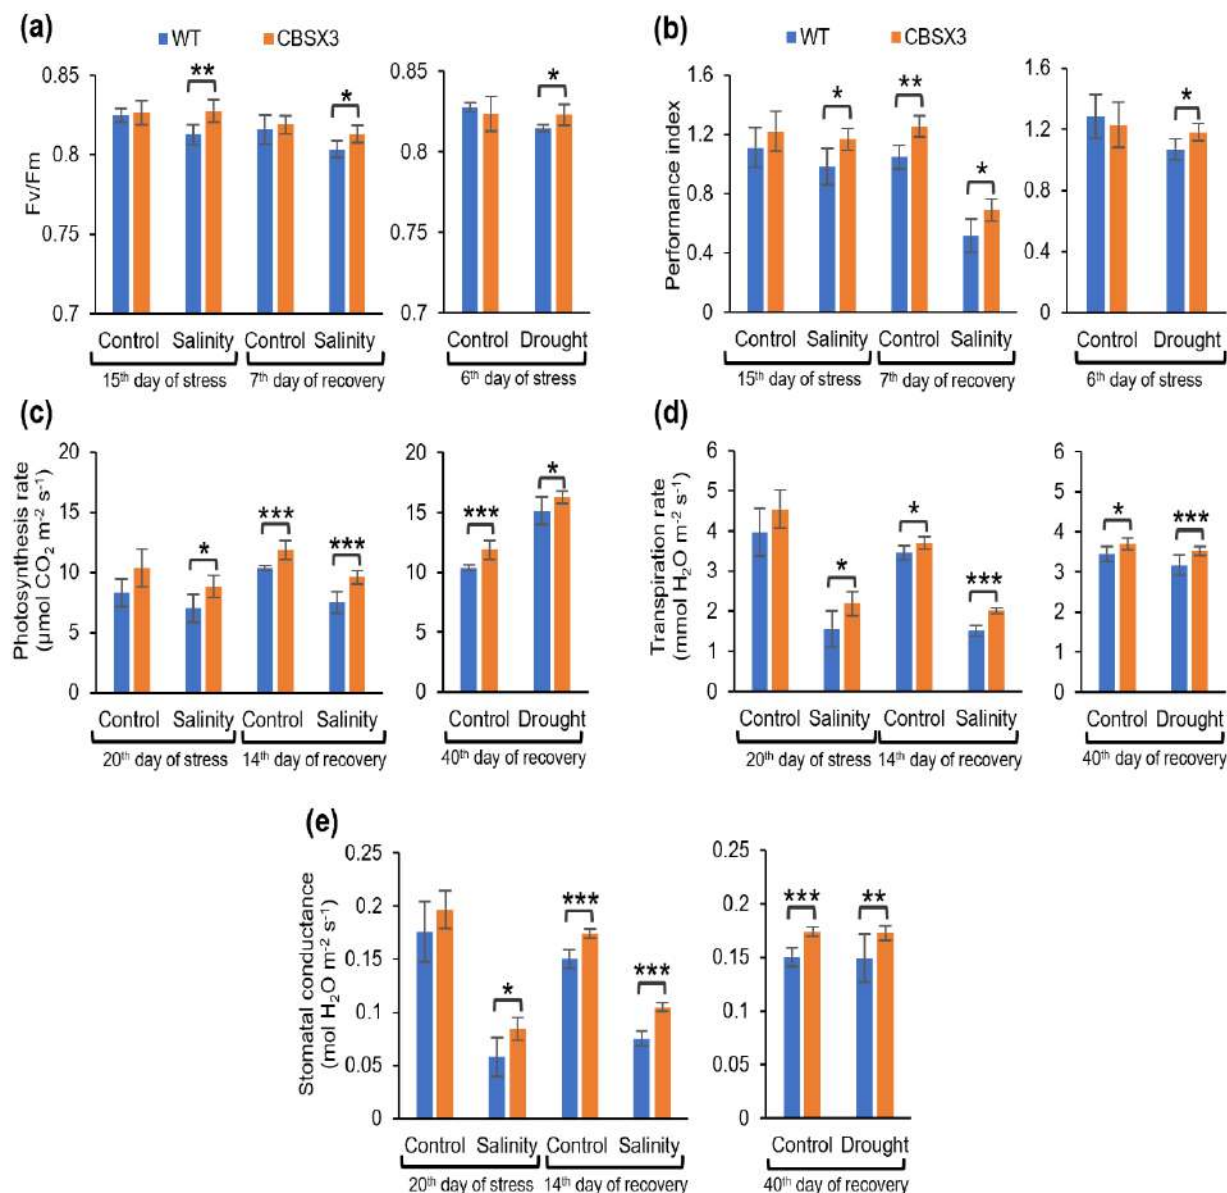 (a)
WT
CBSX3
Fv/Fm
0.85
0.8
0.75
0.7
**
*
Control Salinity Control Salinity
15th day of stress 7th day of recovery
0.85
0.8
0.75
0.7
*
Control Drought
6th day of stress
(b)
WT
CBSX3
Performance index
1.6
1.2
0.8
0.4
0
*
**
*
Control Salinity Control Salinity
15th day of stress 7th day of recovery
1.6
1.2
0.8
0.4
0
*
Control Drought
6th day of stress
(c)
Photosynthesis rate
(µmol CO2 m-2 s-1)
20
15
10
5
0
*
***
***
Control Salinity Control Salinity
20th day of stress 14th day of recovery
20
15
10
5
0
***
*
Control Drought
40th day of recovery
(d)
Transpiration rate
(mmol H2O m-2 s-1)
6
5
4
3
2
1
0
*
*
***
Control Salinity Control Salinity
20th day of stress 14th day of recovery
6
5
4
3
2
1
0
*
***
Control Drought
40th day of recovery
(e)
Stomatal conductance
(mol H2O m-2 s-1)
0.25
0.2
0.15
0.1
0.05
0
*
***
***
Control Salinity Control Salinity
20th day of stress 14th day of recovery
0.25
0.2
0.15
0.1
0.05
0
***
**
Control Drought
40th day of recovery